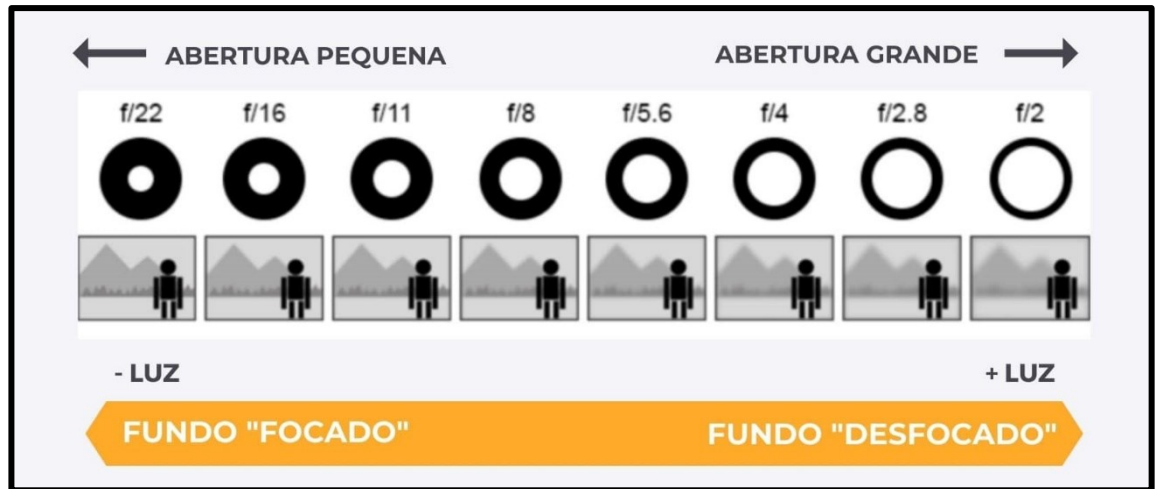 ABERTURA PEQUENA ABERTURA GRANDE
f/22 f/16 f/11 f/8 f/5.6 f/4 f/2.8 f/2
- LUZ + LUZ
FUNDO "FOCADO" FUNDO "DESFOCADO"